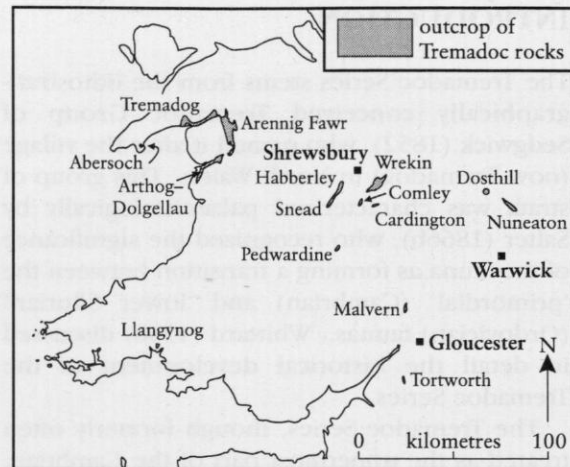 outcrop of
Tremadoc rocks
Tremadog
Arennig Fawr
Abersoch
Shrewsbury
Wrekin
Arthog-
Dolgellau
Habberley
Comley
Dosthill
Snead
Cardington
Nuneaton
Pedwardine
Warwick
Malvern
Llangynog
Gloucester
N
Tortworth
0 kilometres 100